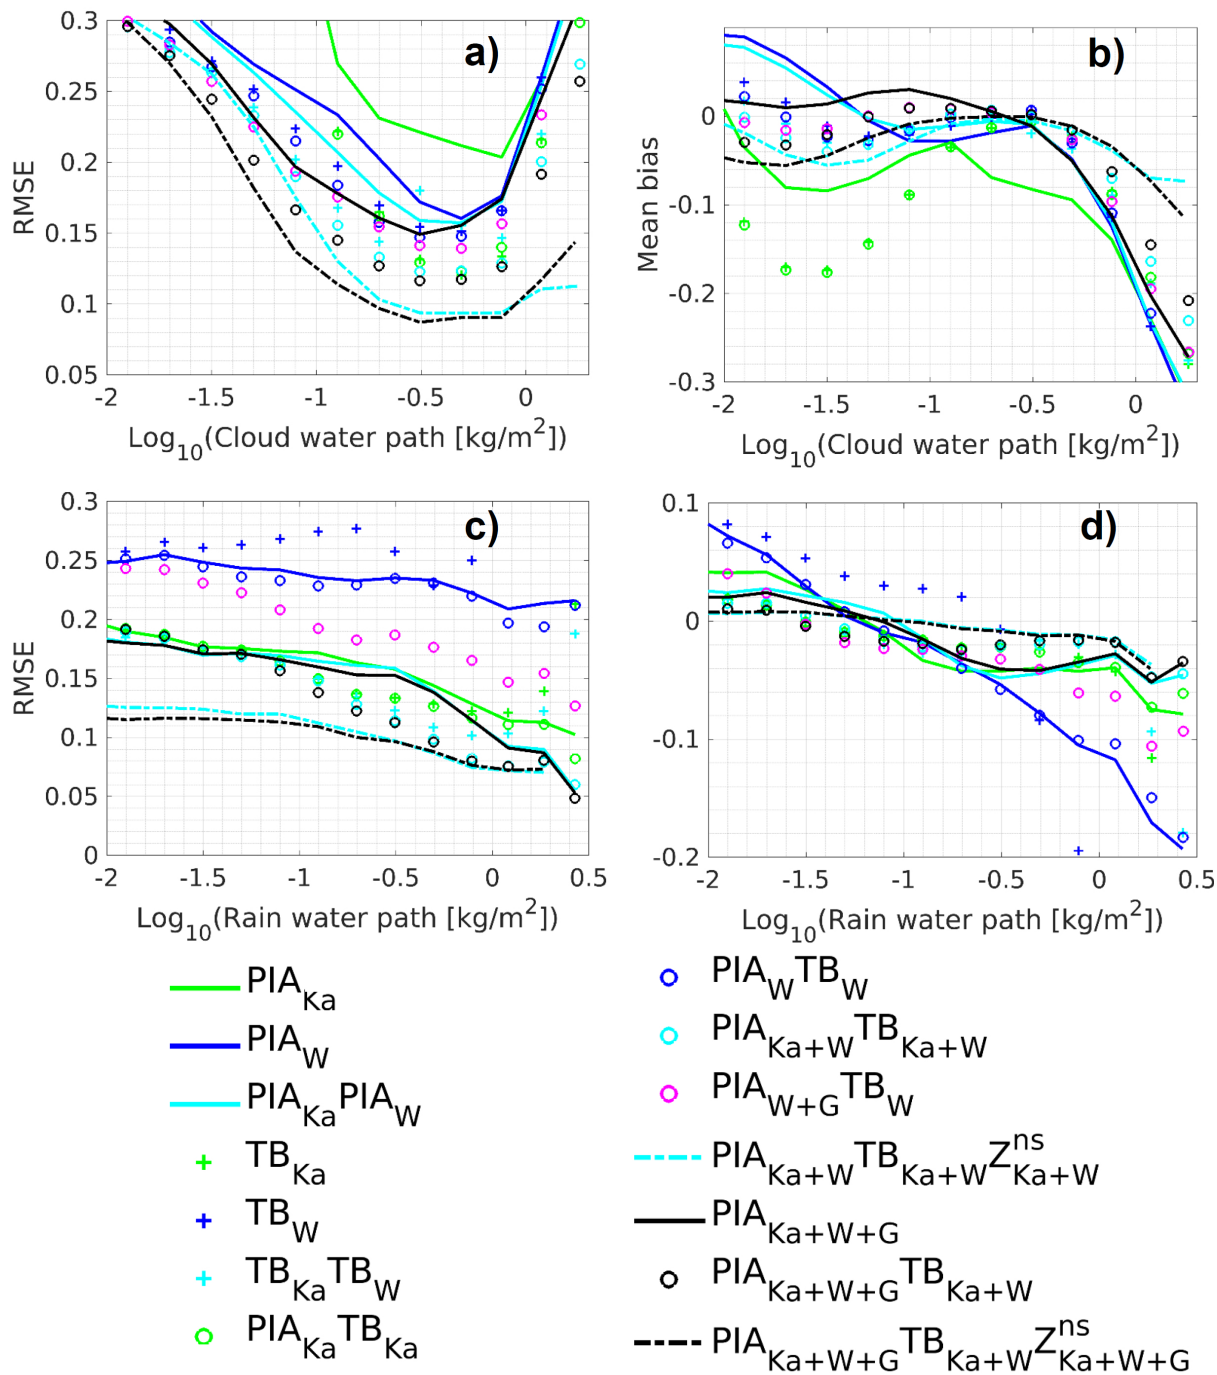 a)
0.3
0.25
0.2
0.15
0.1
0.05
RMSE
-2 -1.5 -1 -0.5 0
Log10(Cloud water path [kg/m2])
b)
0
-0.1
-0.2
-0.3
Mean bias
-2 -1.5 -1 -0.5 0
Log10(Cloud water path [kg/m2])
c)
0.3
0.25
0.2
0.15
0.1
0.05
0
RMSE
-2 -1.5 -1 -0.5 0 0.5
Log10(Rain water path [kg/m2])
d)
0.1
0
-0.1
-0.2
-2 -1.5 -1 -0.5 0 0.5
Log10(Rain water path [kg/m2])
PIAKa
PIAW
PIAKaPIAW
TBKa
TBW
TBKaTBW
PIAKaTBKa
PIAWTBW
PIAKa+WTBKa+W
PIAW+GTBW
PIAKa+WTBKa+WZnsKa+W
PIAKa+W+G
PIAKa+W+GTBKa+W
PIAKa+W+GTBKa+WZnsKa+W+G